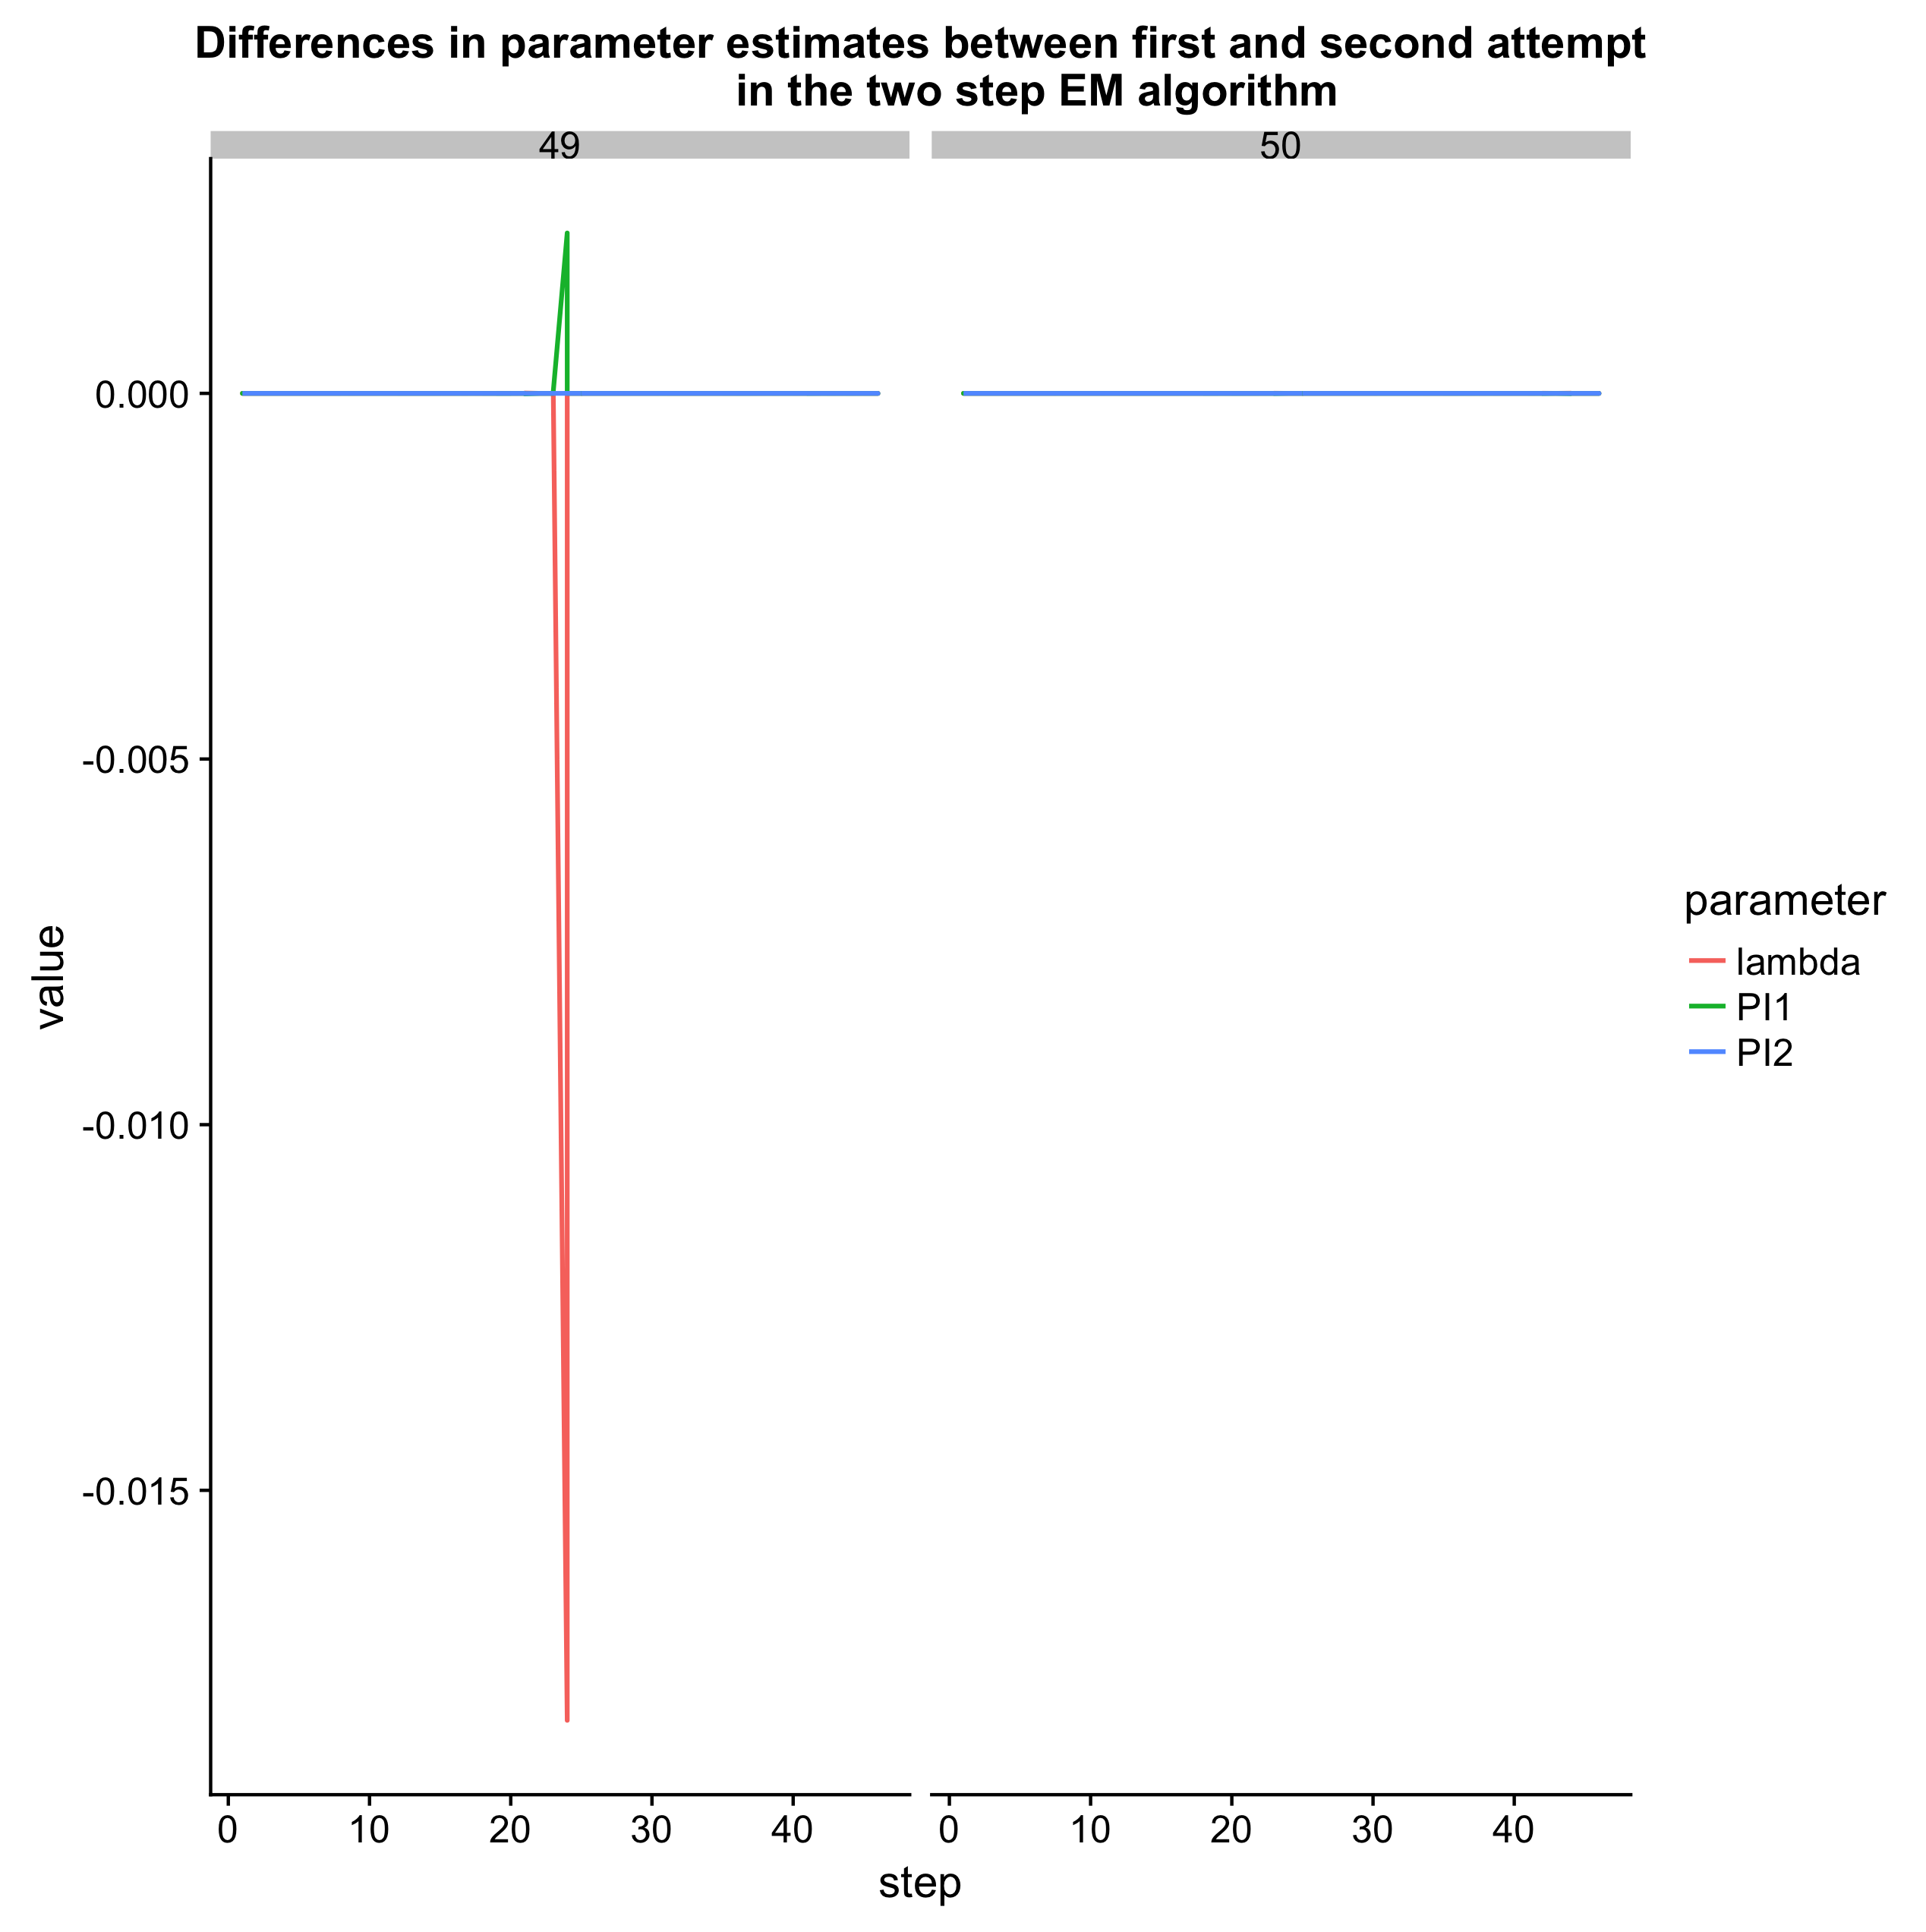 Differences in parameter estimates between first and second attempt
in the two step EM algorithm
49
50
0.000
-0.005
-0.010
-0.015
value
0 10 20 30 40
0 10 20 30 40
step
parameter
lambda
PI1
PI2